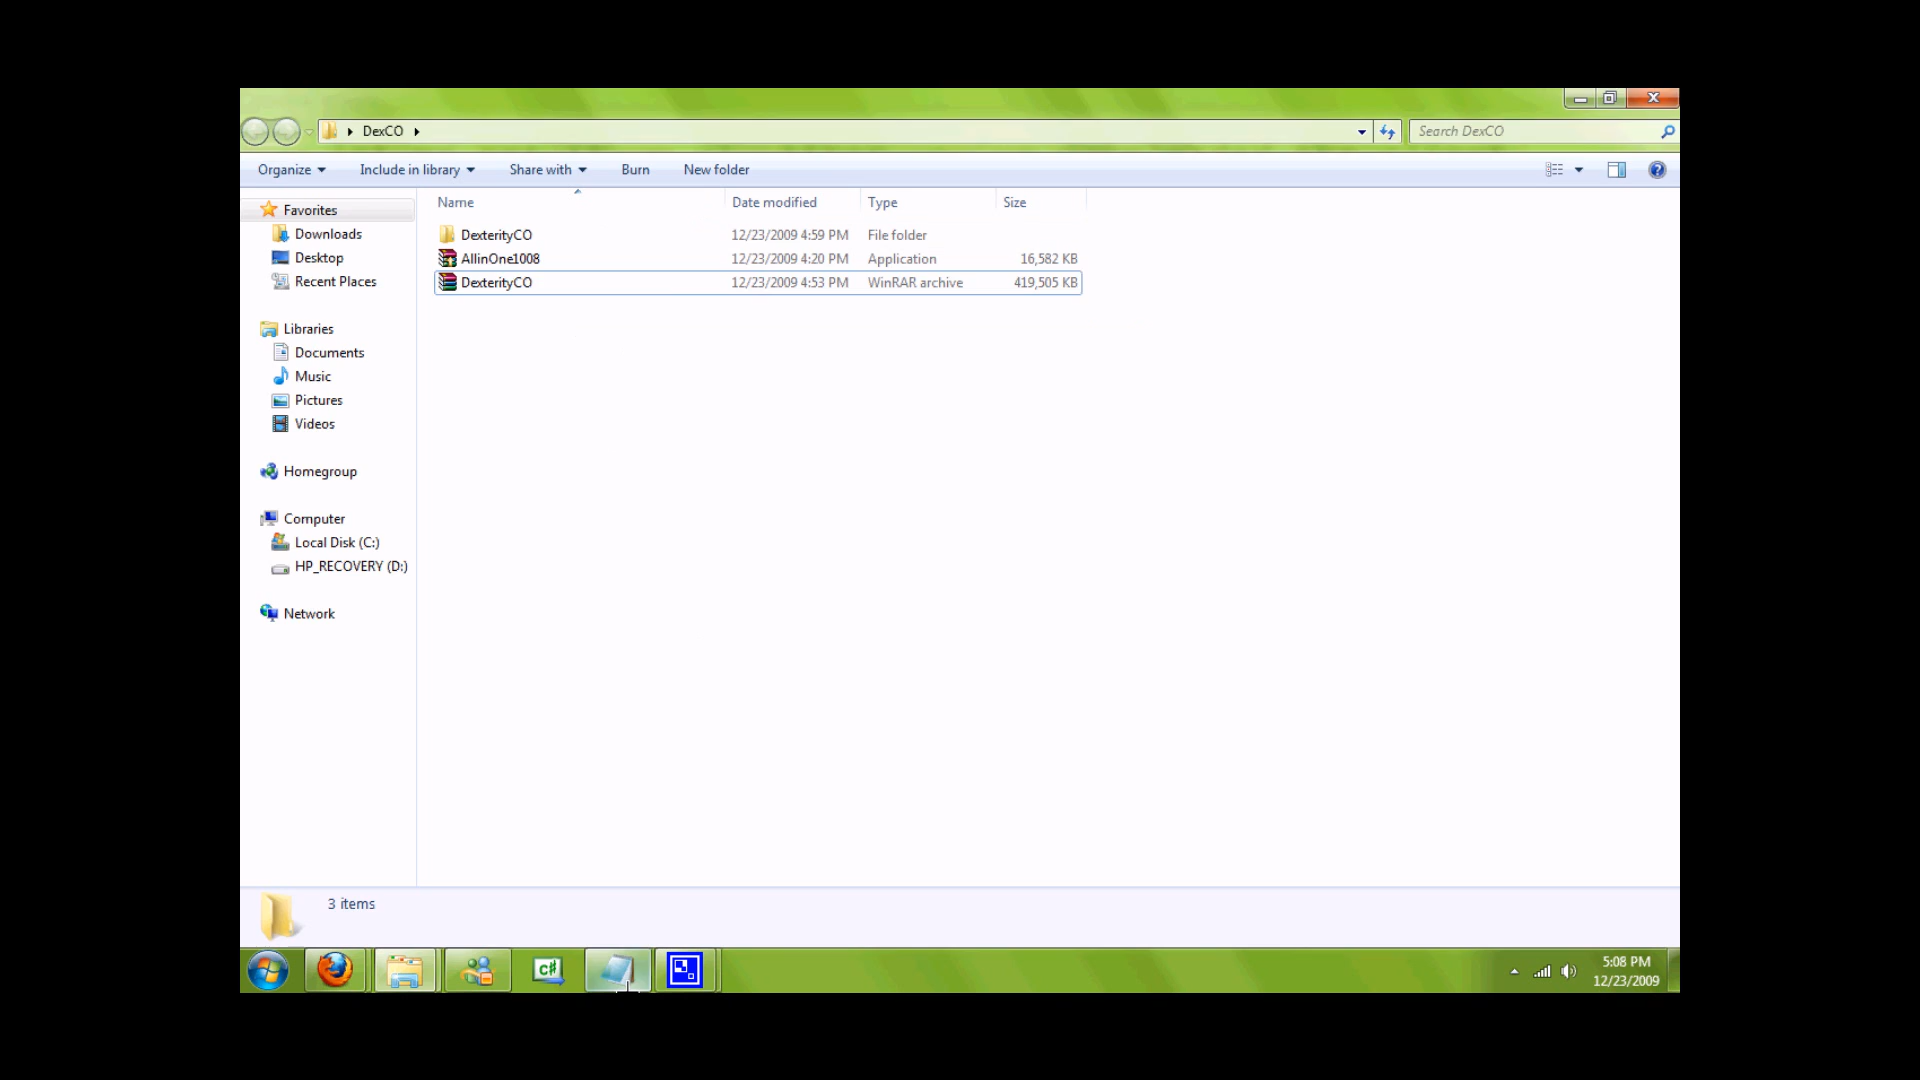 DexCO
Search DexCO
Organize Include in library Share with Burn New folder
Name Date modified Type Size
Favorites
Downloads
Desktop
Recent Places
Libraries
Documents
Music
Pictures
Videos
Homegroup
Computer
Local Disk (C:)
HP_RECOVERY (D:)
Network
DexterityCO 12/23/2009 4:59 PM File folder
AllinOne1008 12/23/2009 4:20 PM Application 16,582 KB
DexterityCO 12/23/2009 4:53 PM WinRAR archive 419,505 KB
3 items
C#
5:08 PM
12/23/2009